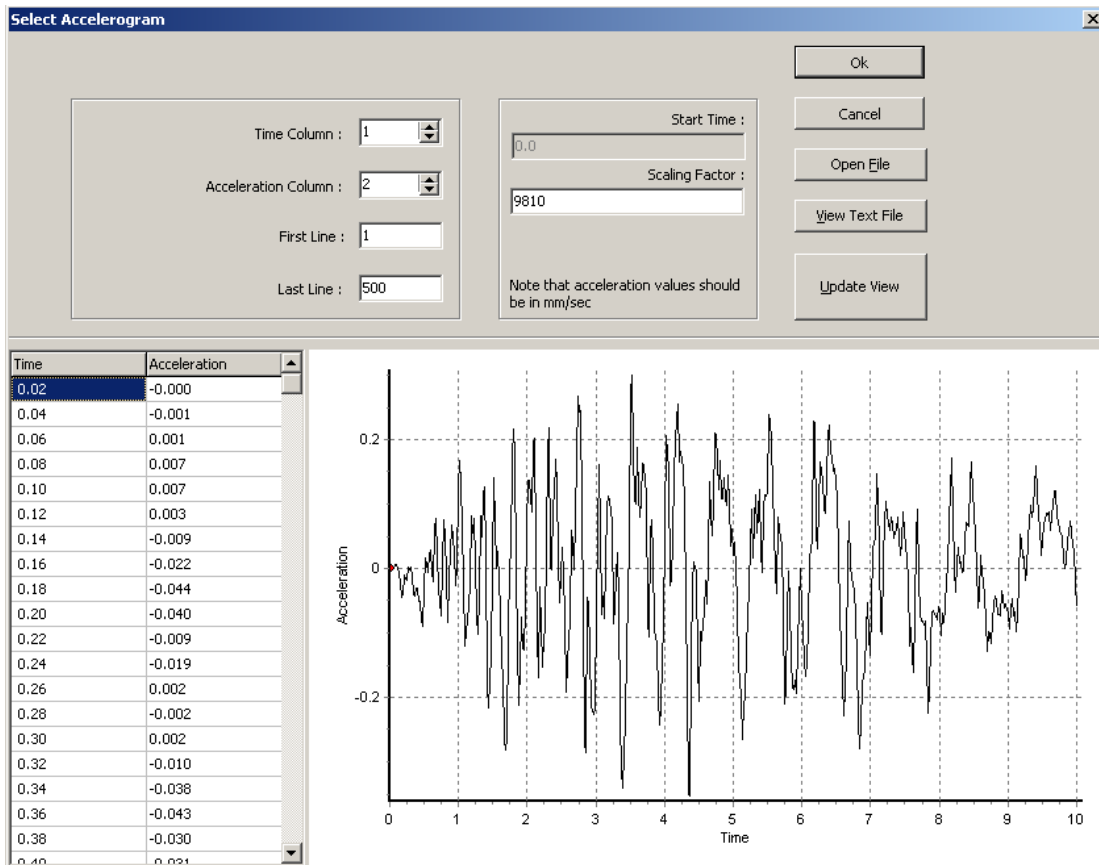 Select Accelerogram
Time Column : 1
Acceleration Column : 2
First Line : 1
Last Line : 500
Start Time :
0.0
Scaling Factor :
9810
Note that acceleration values should
be in mm/sec
Ok
Cancel
Open File
View Text File
Update View
Time Acceleration
0.02 -0.000
0.04 -0.001
0.06 0.001
0.08 0.007
0.10 0.007
0.12 0.003
0.14 -0.009
0.16 -0.022
0.18 -0.044
0.20 -0.040
0.22 -0.009
0.24 -0.019
0.26 0.002
0.28 -0.002
0.30 0.002
0.32 -0.010
0.34 -0.038
0.36 -0.043
0.38 -0.030
0.40 -0.031
Acceleration
0.2
0
-0.2
0 1 2 3 4 5 6 7 8 9 10
Time